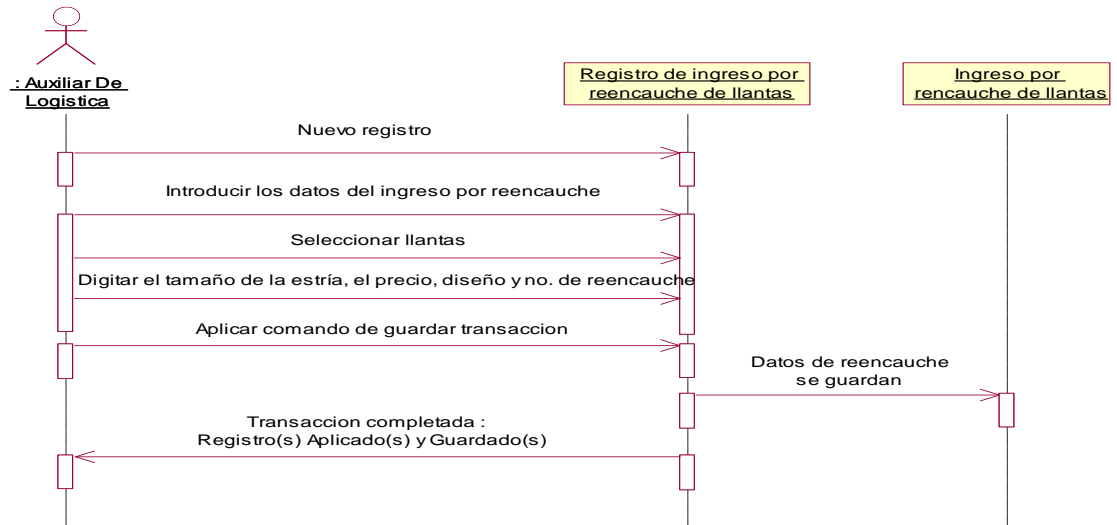 : Auxiliar De
Logistica
Registro de ingreso por
reencauche de llantas
Ingreso por
rencauche de llantas
Nuevo registro
Introducir los datos del ingreso por reencauche
Seleccionar llantas
Digitar el tamaño de la estría, el precio, diseño y no. de reencauche
Aplicar comando de guardar transaccion
Datos de reencauche
se guardan
Transaccion completada :
Registro(s) Aplicado(s) y Guardado(s)